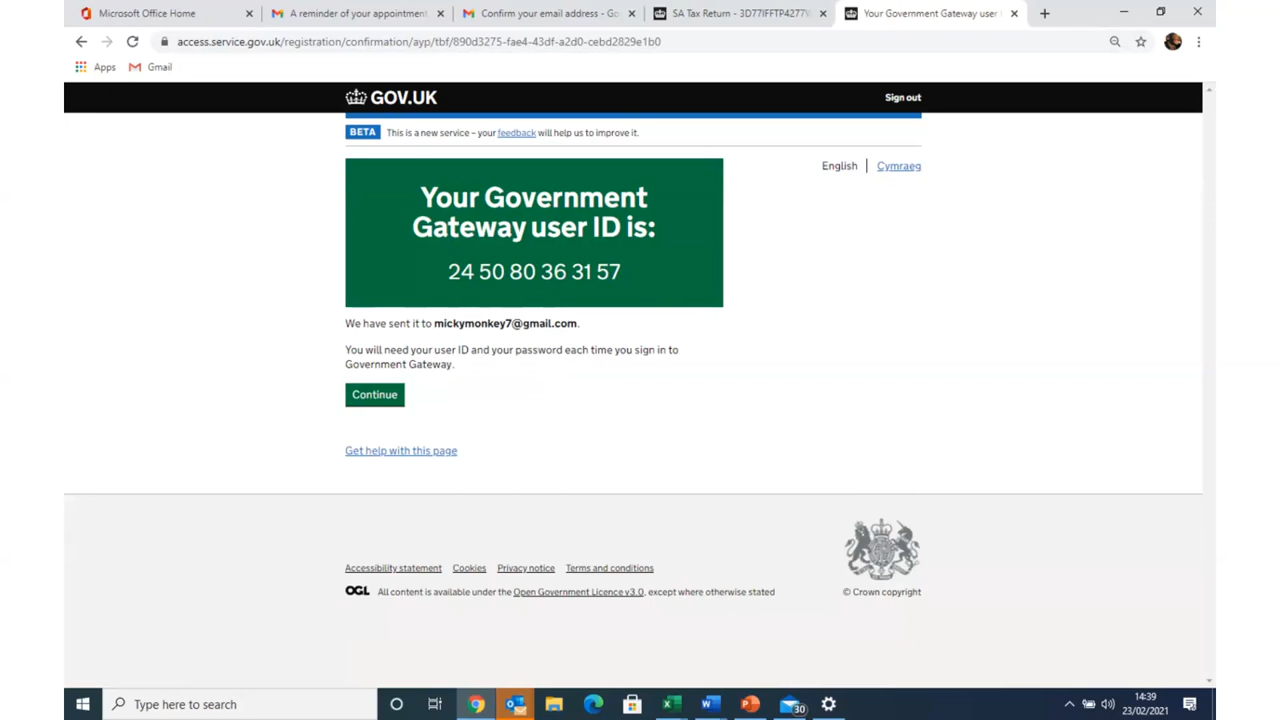 Microsoft Office Home
A reminder of your appointment
Confirm your email address - Go
SA Tax Return - 3D77IFFTP4277
Your Government Gateway user
access.service.gov.uk/registration/confirmation/ayp/tbf/890d3275-fae4-43df-a2d0-cebd2829e1b0
Apps
Gmail
GOV.UK
Sign out
BETA This is a new service – your feedback will help us to improve it.
English | Cymraeg
Your Government
Gateway user ID is:
24 50 80 36 31 57
We have sent it to mickymonkey7@gmail.com.
You will need your user ID and your password each time you sign in to
Government Gateway.
Continue
Get help with this page
Accessibility statement Cookies Privacy notice Terms and conditions
OGL All content is available under the Open Government Licence v3.0, except where otherwise stated
© Crown copyright
Type here to search
30
14:39
23/02/2021